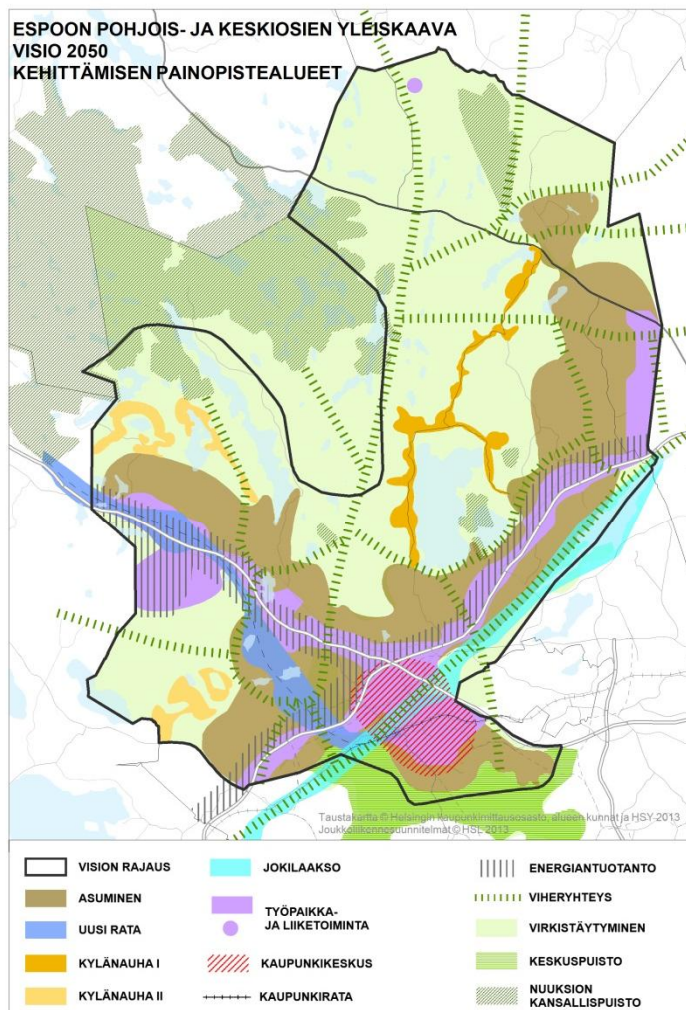 ESPOON POHJOIS- JA KESKIOSIEN YLEISKAAVA
VISIO 2050
KEHITTÄMISEN PAINOPISTEALUEET
Taustakartta © Helsingin kaupunkimittausosasto, alueen kunnat ja HSY 2013
Joukkoliikennesuunnitelmat © HSL 2013
VISION RAJAUS
ASUMINEN
UUSI RATA
KYLÄNAUHA I
KYLÄNAUHA II
JOKILAAKSO
TYÖPAIKKA-
JA LIIKETOIMINTA
KAUPUNKIKESKUS
KAUPUNKIRATA
ENERGIANTUOTANTO
VIHERYHTEYS
VIRKISTÄYTYMINEN
KESKUSPUISTO
NUUKSION
KANSALLISPUISTO